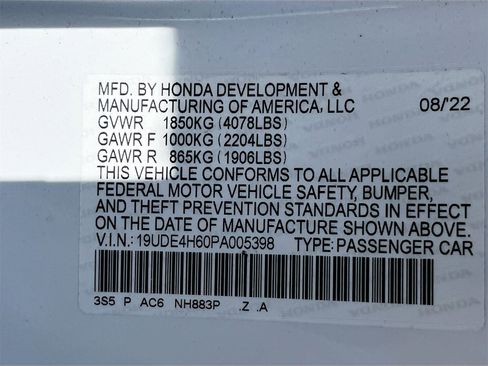 MFD. BY HONDA DEVELOPMENT &
MANUFACTURING OF AMERICA, LLC 08/'22
GVWR 1850KG (4078LBS)
GAWR F 1000KG (2204LBS)
GAWR R 865KG (1906LBS)
THIS VEHICLE CONFORMS TO ALL APPLICABLE
FEDERAL MOTOR VEHICLE SAFETY, BUMPER,
AND THEFT PREVENTION STANDARDS IN EFFECT
ON THE DATE OF MANUFACTURE SHOWN ABOVE.
V.I.N.: 19UDE4H60PA005398 TYPE: PASSENGER CAR
3S5 P AC6 NH883P .Z .A
HONDA